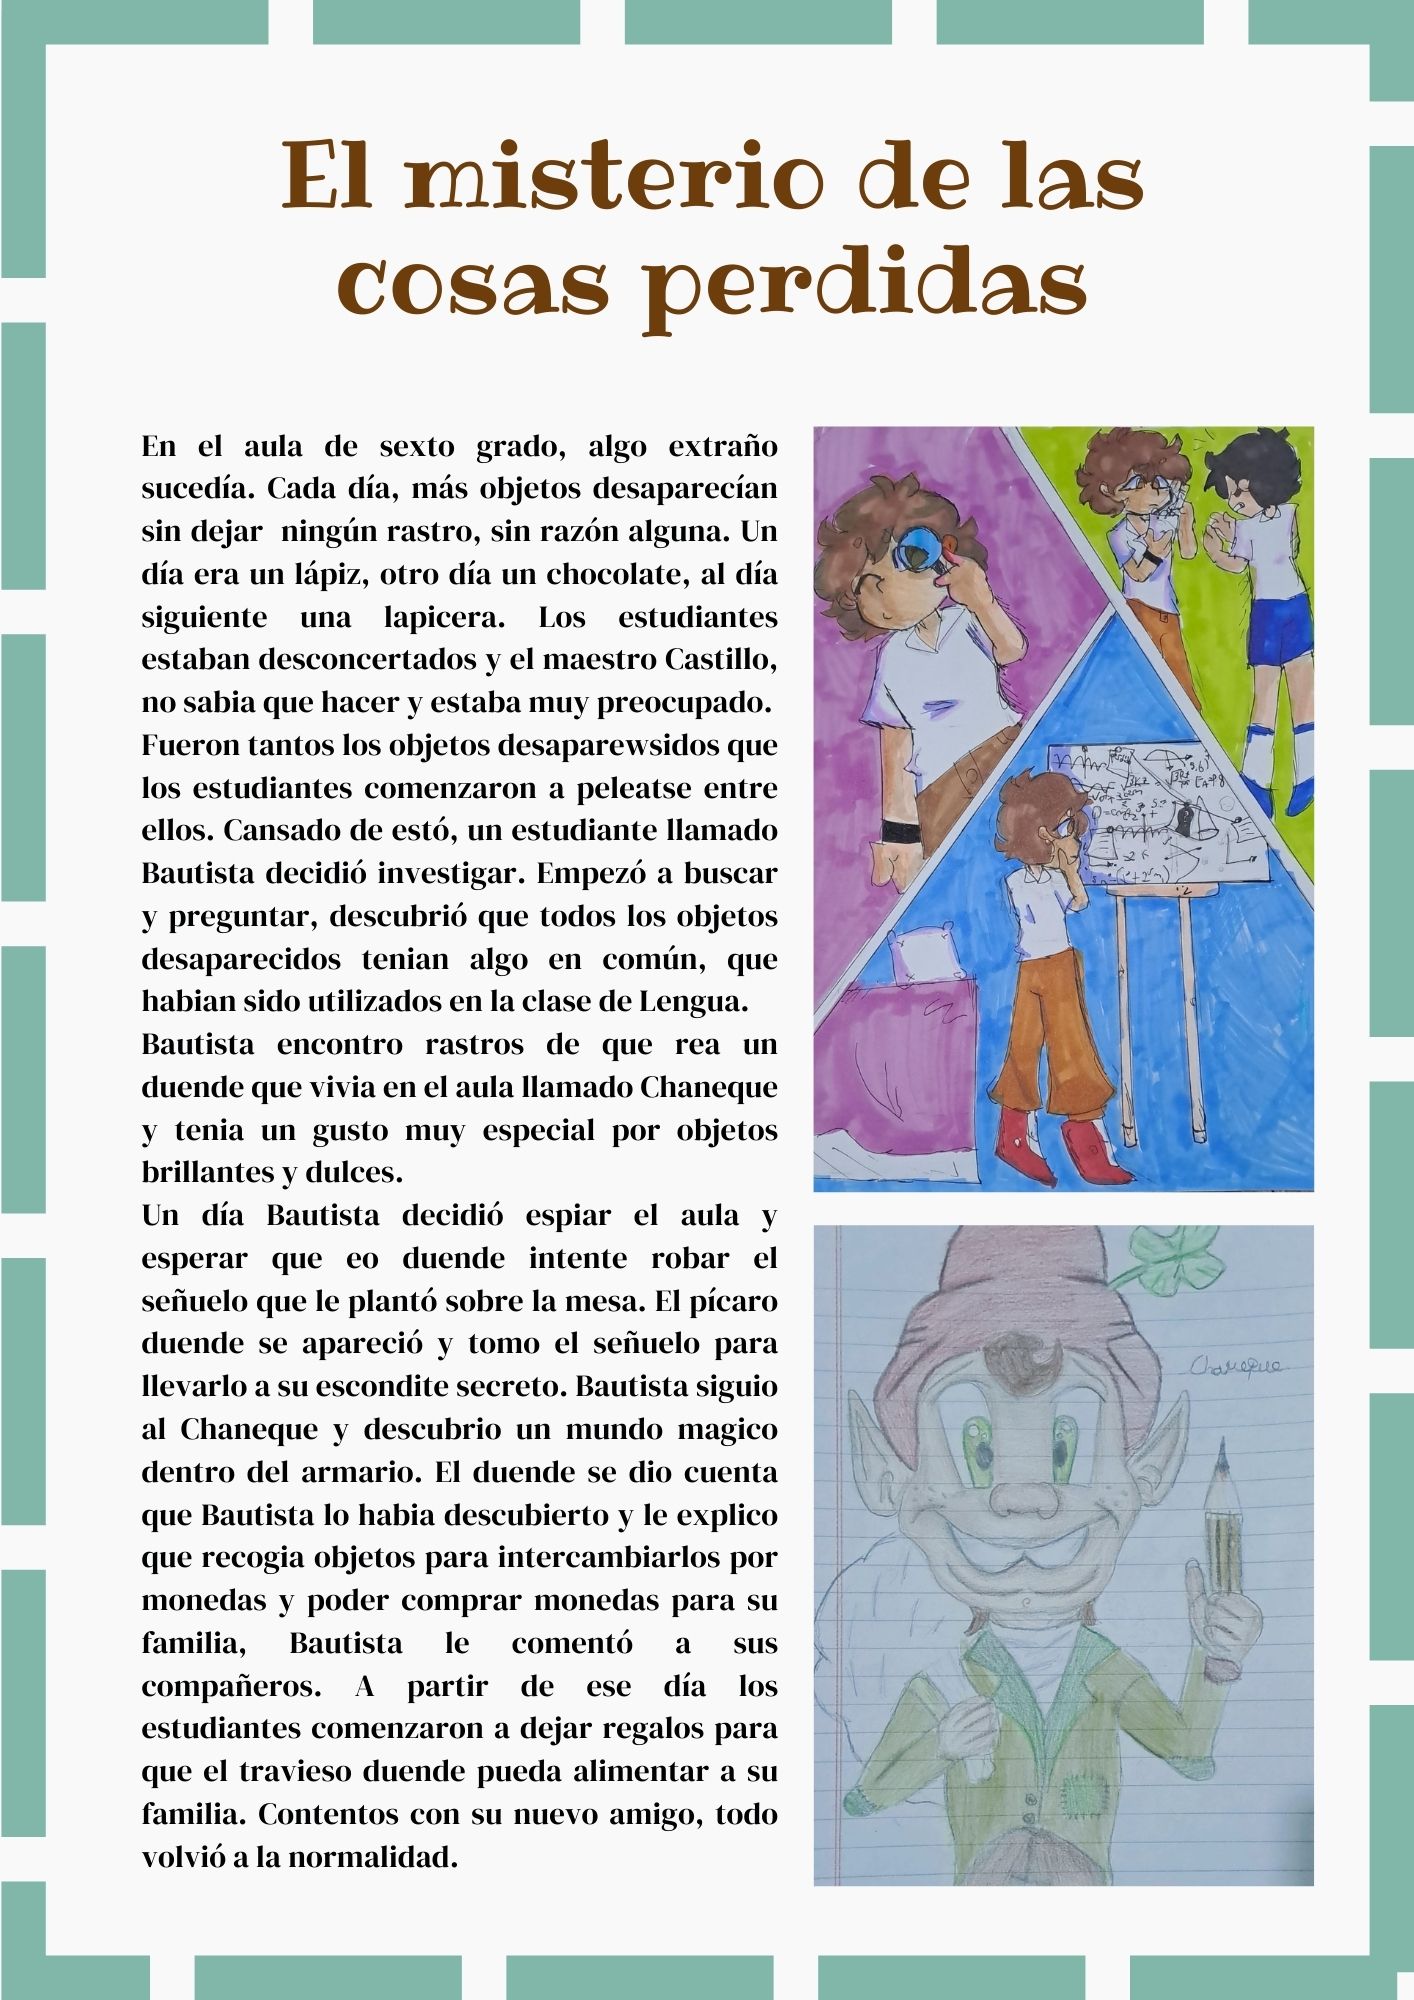 El misterio de las
cosas perdidas
En el aula de sexto grado, algo extraño
sucedía. Cada día, más objetos desaparecían
sin dejar ningún rastro, sin razón alguna. Un
día era un lápiz, otro día un chocolate, al día
siguiente una lapicera. Los estudiantes
estaban desconcertados y el maestro Castillo,
no sabia que hacer y estaba muy preocupado.
Fueron tantos los objetos desaparewsidos que
los estudiantes comenzaron a peleatse entre
ellos. Cansado de estó, un estudiante llamado
Bautista decidió investigar. Empezó a buscar
y preguntar, descubrió que todos los objetos
desaparecidos tenian algo en común, que
habian sido utilizados en la clase de Lengua.
Bautista encontro rastros de que rea un
duende que vivia en el aula llamado Chaneque
y tenia un gusto muy especial por objetos
brillantes y dulces.
Un día Bautista decidió espiar el aula y
esperar que eo duende intente robar el
señuelo que le plantó sobre la mesa. El pícaro
duende se apareció y tomo el señuelo para
llevarlo a su escondite secreto. Bautista siguio
al Chaneque y descubrio un mundo magico
dentro del armario. El duende se dio cuenta
que Bautista lo habia descubierto y le explico
que recogia objetos para intercambiarlos por
monedas y poder comprar monedas para su
familia, Bautista le comentó a sus
compañeros. A partir de ese día los
estudiantes comenzaron a dejar regalos para
que el travieso duende pueda alimentar a su
familia. Contentos con su nuevo amigo, todo
volvió a la normalidad.
Chaneque